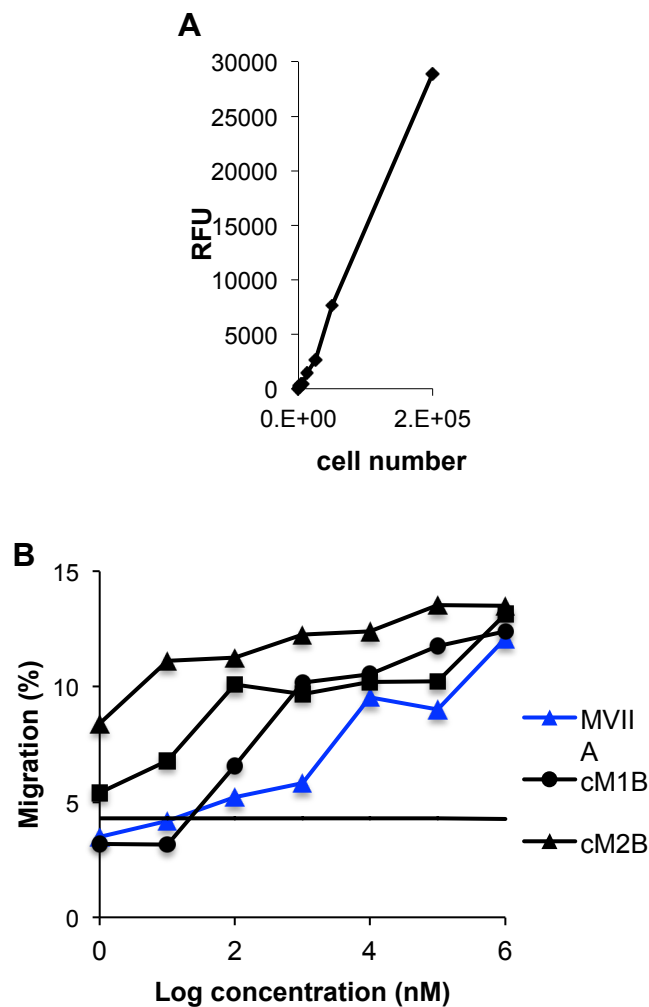 A
30000
25000
20000
15000
10000
5000
0
RFU
0.E+00 2.E+05
cell number
B
15
10
5
0
Migration (%)
0 2 4 6
Log concentration (nM)
MVII
A
cM1B
cM2B